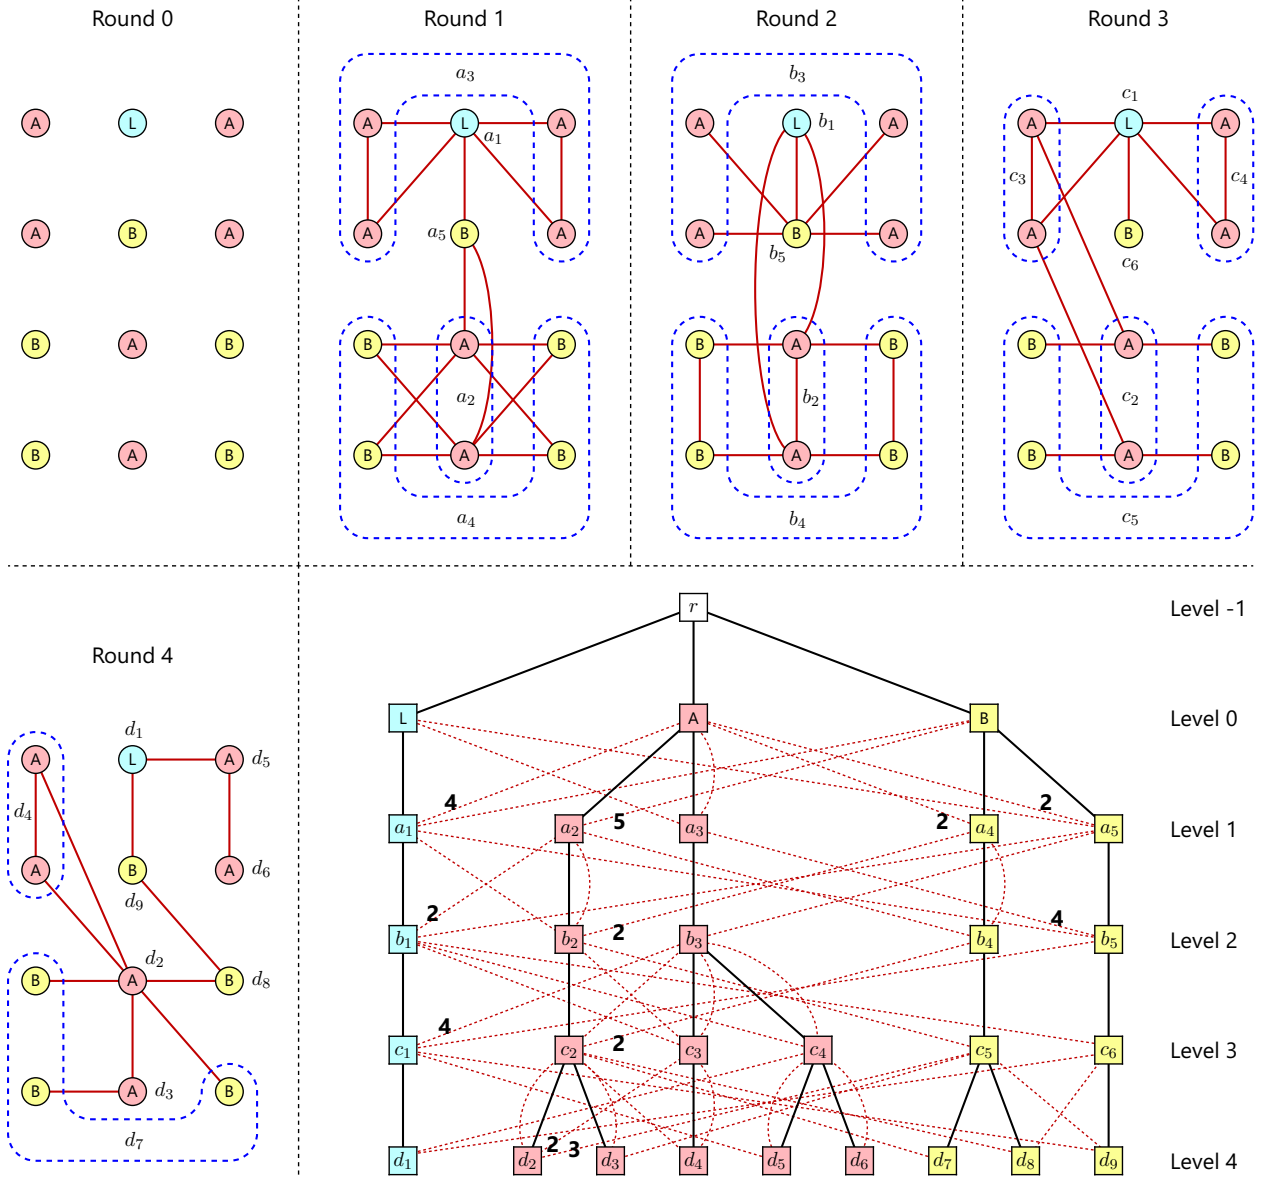 Round 0
Round 1
Round 2
Round 3
a₃
b₃
c₁
A L A
A L A
A L A
A L A
a₁
b₁
c₃
c₄
A B A
a₅
A B A
A B A
A B A
b₅
c₆
B A B
B A B
B A B
B A B
a₂
b₂
c₂
B A B
B A B
B A B
B A B
a₄
b₄
c₅
Round 4
d₁
A L A d₅
d₄
A B A d₆
d₉
d₂
B A B d₈
B A d₃ B
d₇
r
Level -1
L A B
Level 0
4 2
a₁ a₂ 5 a₃ 2 a₄ a₅
Level 1
2 4
b₁ b₂ 2 b₃ b₄ b₅
Level 2
4
c₁ c₂ 2 c₃ c₄ c₅ c₆
Level 3
2 3
d₁ d₂ d₃ d₄ d₅ d₆ d₇ d₈ d₉
Level 4